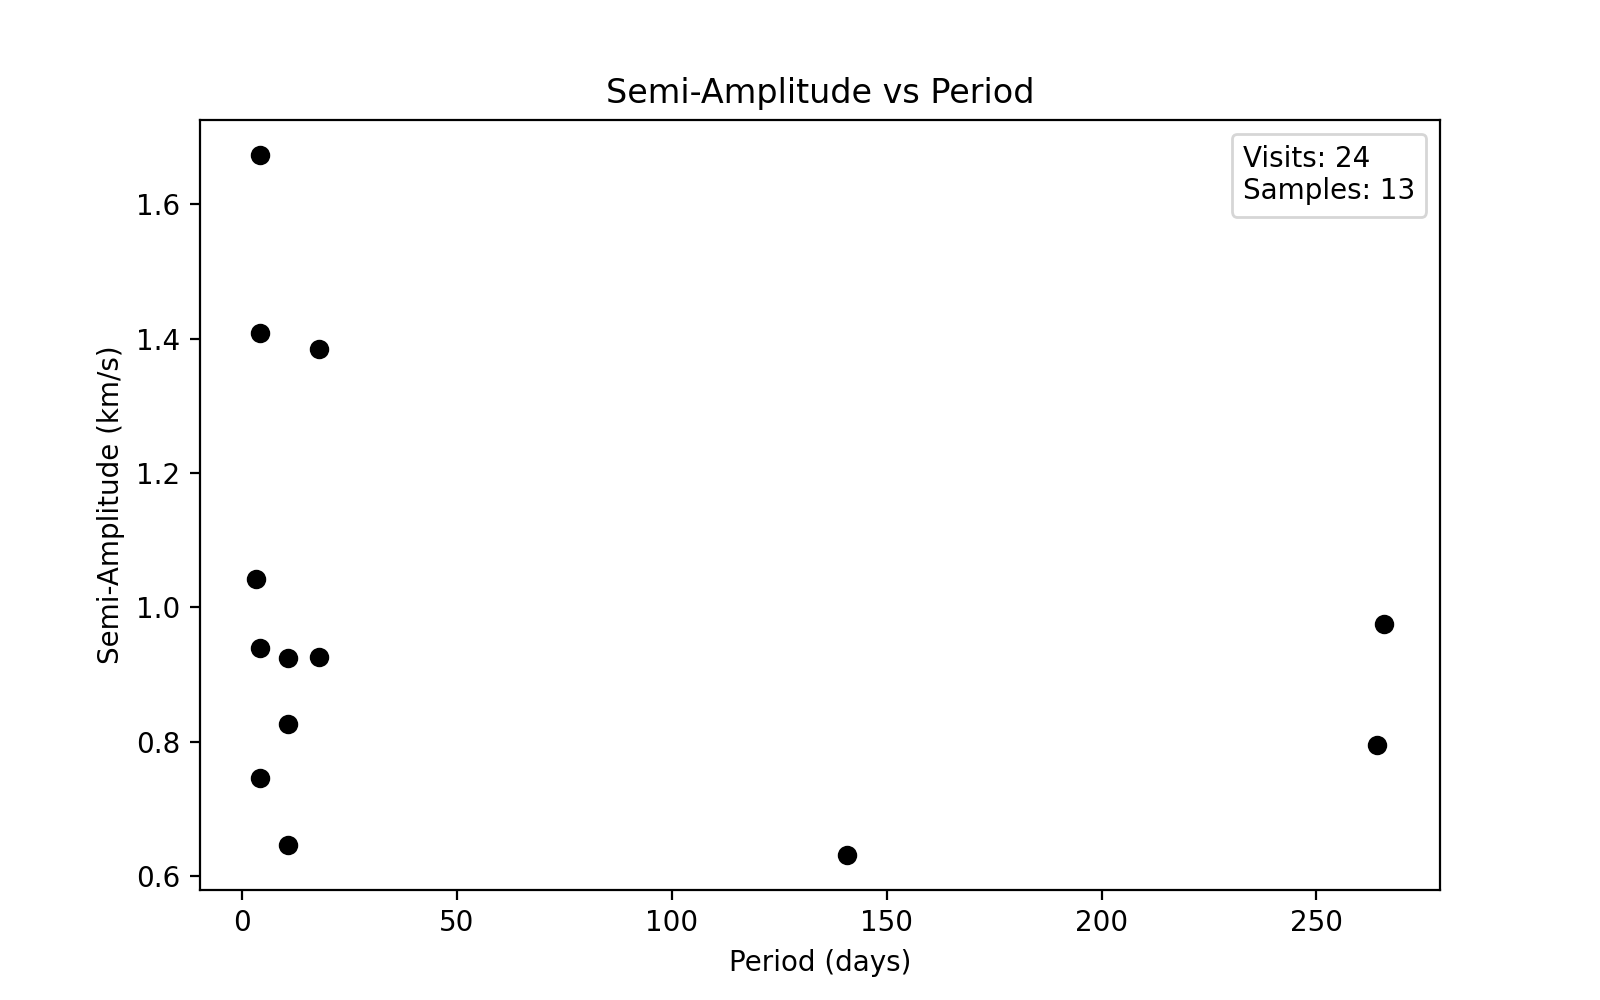 Semi-Amplitude vs Period
Visits: 24
Samples: 13
1.6
1.4
1.2
1.0
0.8
0.6
Semi-Amplitude (km/s)
0 50 100 150 200 250
Period (days)